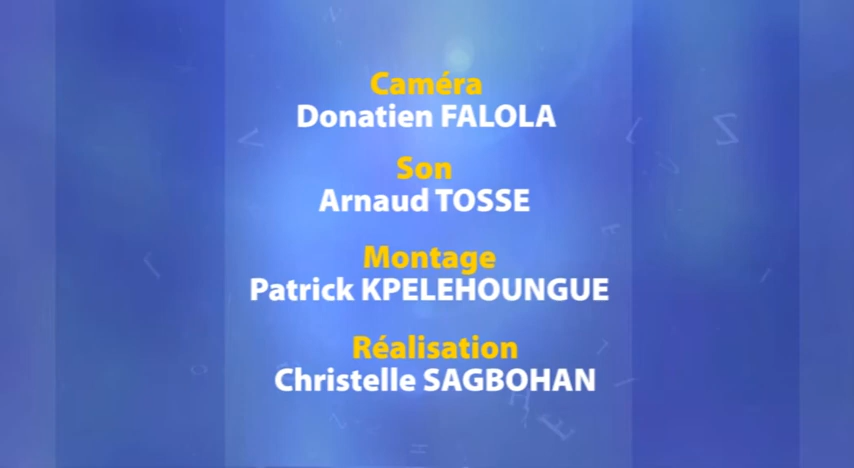 Caméra
Donatien FALOLA
Son
Arnaud TOSSE
Montage
Patrick KPELEHOUNGUE
Réalisation
Christelle SAGBOHAN